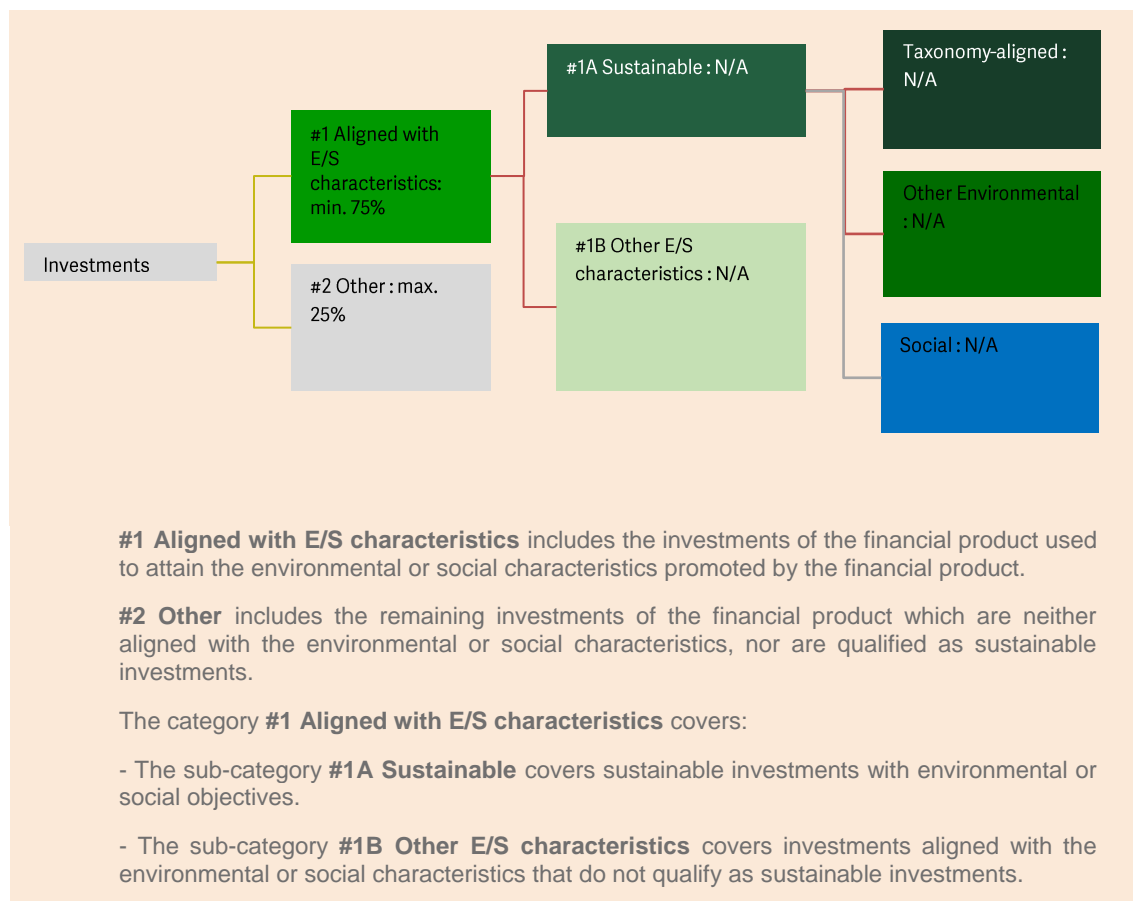 Investments
#1 Aligned with
E/S
characteristics:
min. 75%
#2 Other : max.
25%
#1A Sustainable : N/A
#1B Other E/S
characteristics : N/A
Taxonomy-aligned :
N/A
Other Environmental
: N/A
Social : N/A
#1 Aligned with E/S characteristics includes the investments of the financial product used
to attain the environmental or social characteristics promoted by the financial product.
#2 Other includes the remaining investments of the financial product which are neither
aligned with the environmental or social characteristics, nor are qualified as sustainable
investments.
The category #1 Aligned with E/S characteristics covers:
- The sub-category #1A Sustainable covers sustainable investments with environmental or
social objectives.
- The sub-category #1B Other E/S characteristics covers investments aligned with the
environmental or social characteristics that do not qualify as sustainable investments.